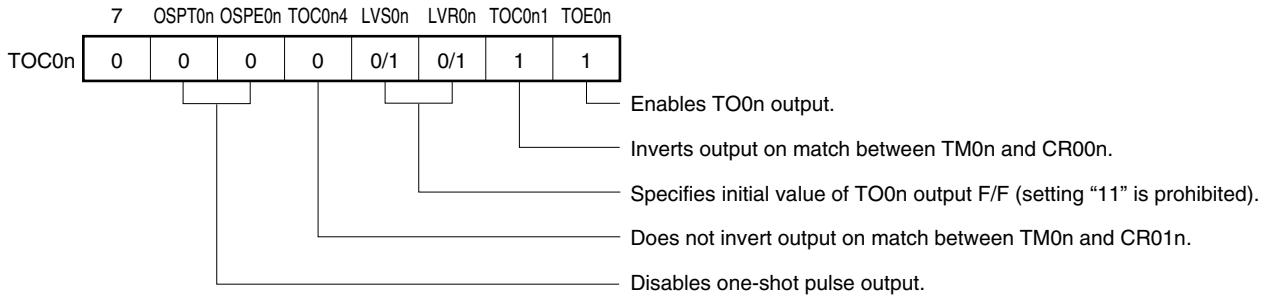 7 OSPT0n OSPE0n TOC0n4 LVS0n LVR0n TOC0n1 TOE0n
TOC0n 0 0 0 0 0/1 0/1 1 1
Enables TO0n output.
Inverts output on match between TM0n and CR00n.
Specifies initial value of TO0n output F/F (setting “11” is prohibited).
Does not invert output on match between TM0n and CR01n.
Disables one-shot pulse output.